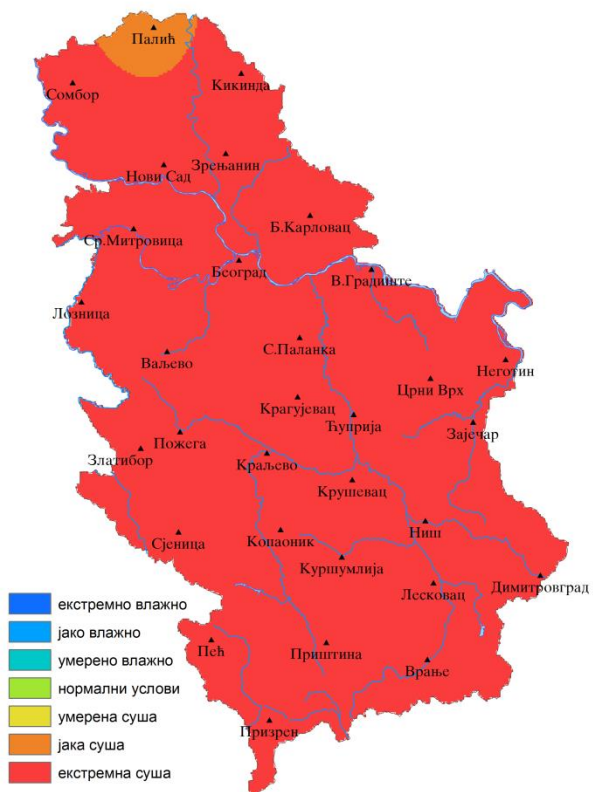 Палић
Сомбор
Кикинда
Нови Сад
Зрењанин
Б.Карловац
Ср.Митровица
Београд
В.Градиште
Лозница
Ваљево
С.Паланка
Неготин
Црни Врх
Крагујевац
Ћуприја
Зајечар
Пожега
Златибор
Краљево
Крушевац
Ниш
Сјеница
Копаоник
Куршумлија
Лесковац
Димитровград
Пећ
Приштина
Врање
Призрен
екстремно влажно
јако влажно
умерено влажно
нормални услови
умерена суша
јака суша
екстремна суша